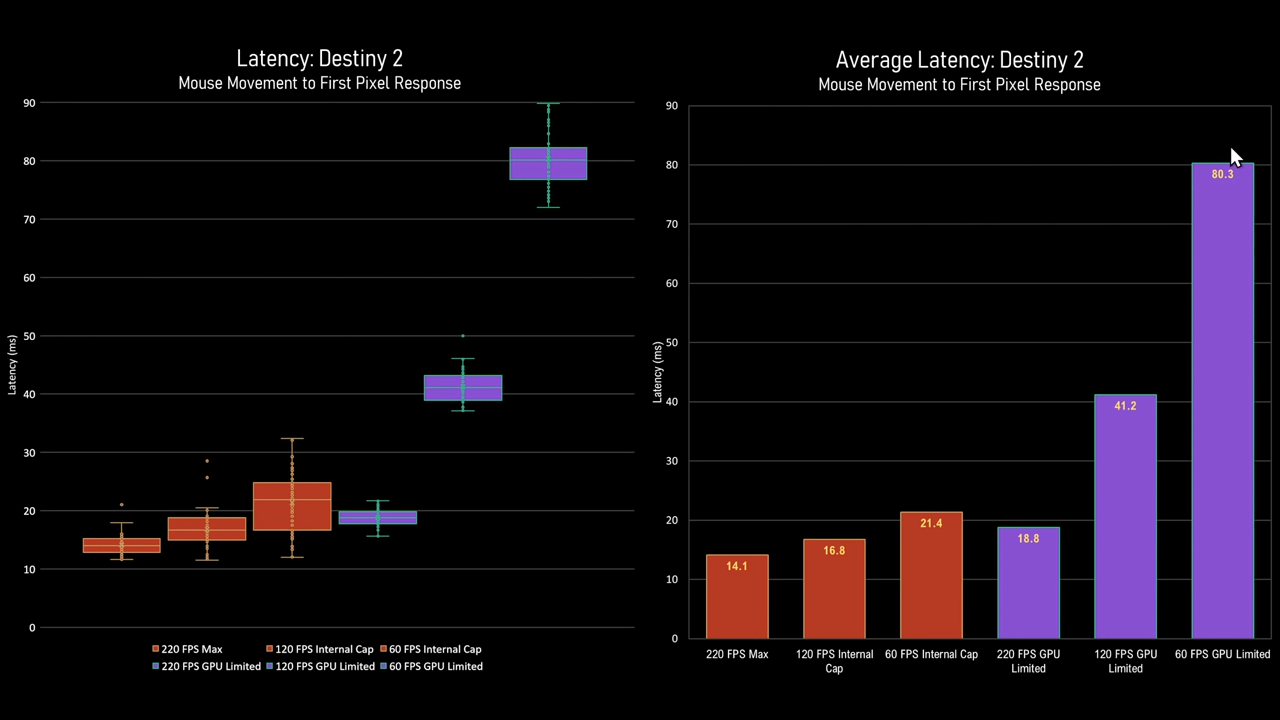 Latency: Destiny 2
Mouse Movement to First Pixel Response
90
80
70
60
50
40
30
20
10
0
Latency (ms)
220 FPS Max
120 FPS Internal Cap
60 FPS Internal Cap
220 FPS GPU Limited
120 FPS GPU Limited
60 FPS GPU Limited
Average Latency: Destiny 2
Mouse Movement to First Pixel Response
90
80
70
60
50
40
30
20
10
0
Latency (ms)
14.1
16.8
21.4
18.8
41.2
80.3
220 FPS Max
120 FPS Internal
Cap
60 FPS Internal Cap
220 FPS GPU
Limited
120 FPS GPU
Limited
60 FPS GPU Limited